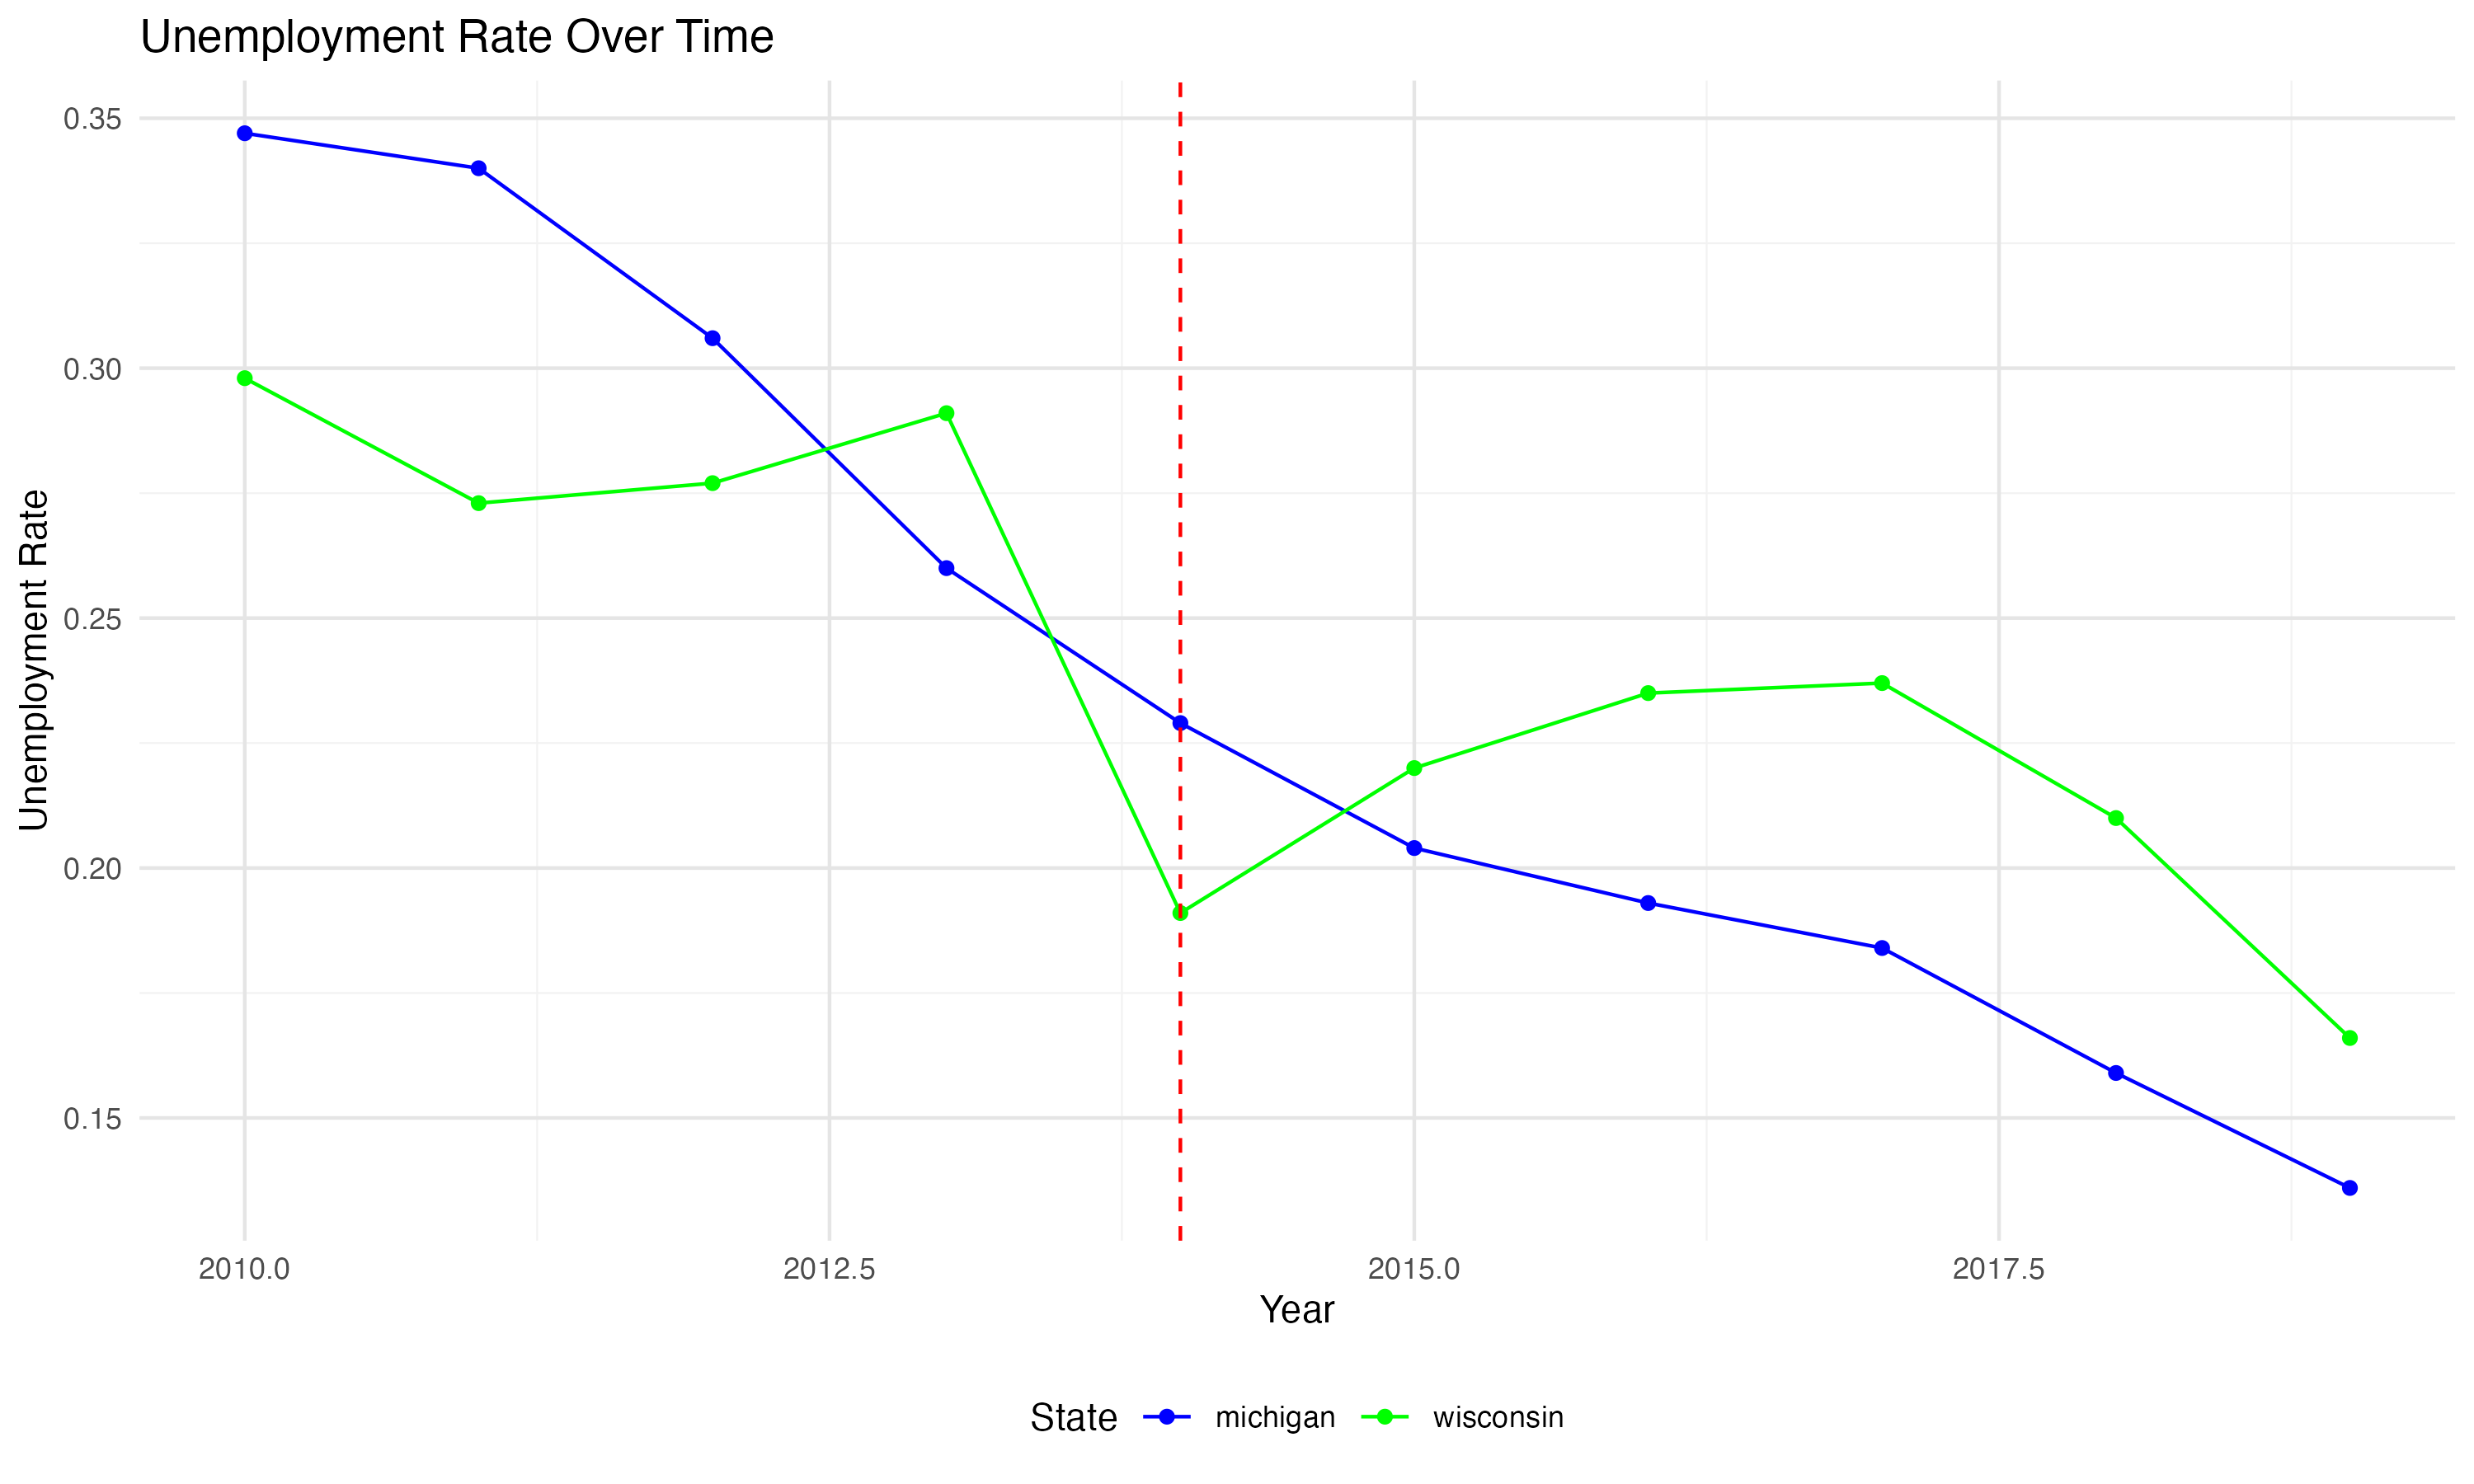 Unemployment Rate Over Time
0.35
0.30
0.25
0.20
0.15
Unemployment Rate
2010.0 2012.5 2015.0 2017.5
Year
State michigan wisconsin